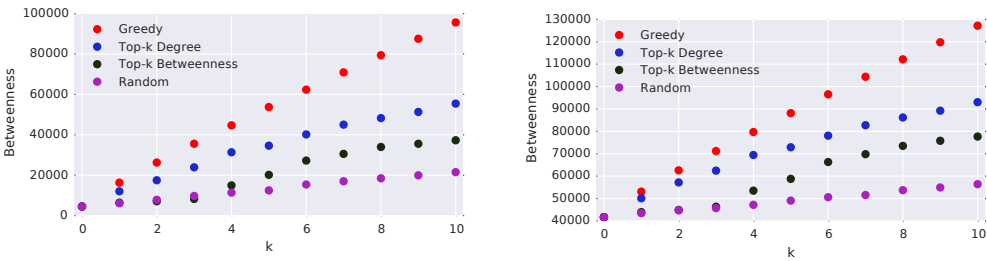 100000
80000
60000
40000
20000
0
Betweenness
Greedy
Top-k Degree
Top-k Betweenness
Random
0 2 4 6 8 10
k
130000
120000
110000
100000
90000
80000
70000
60000
50000
40000
Betweenness
Greedy
Top-k Degree
Top-k Betweenness
Random
0 2 4 6 8 10
k